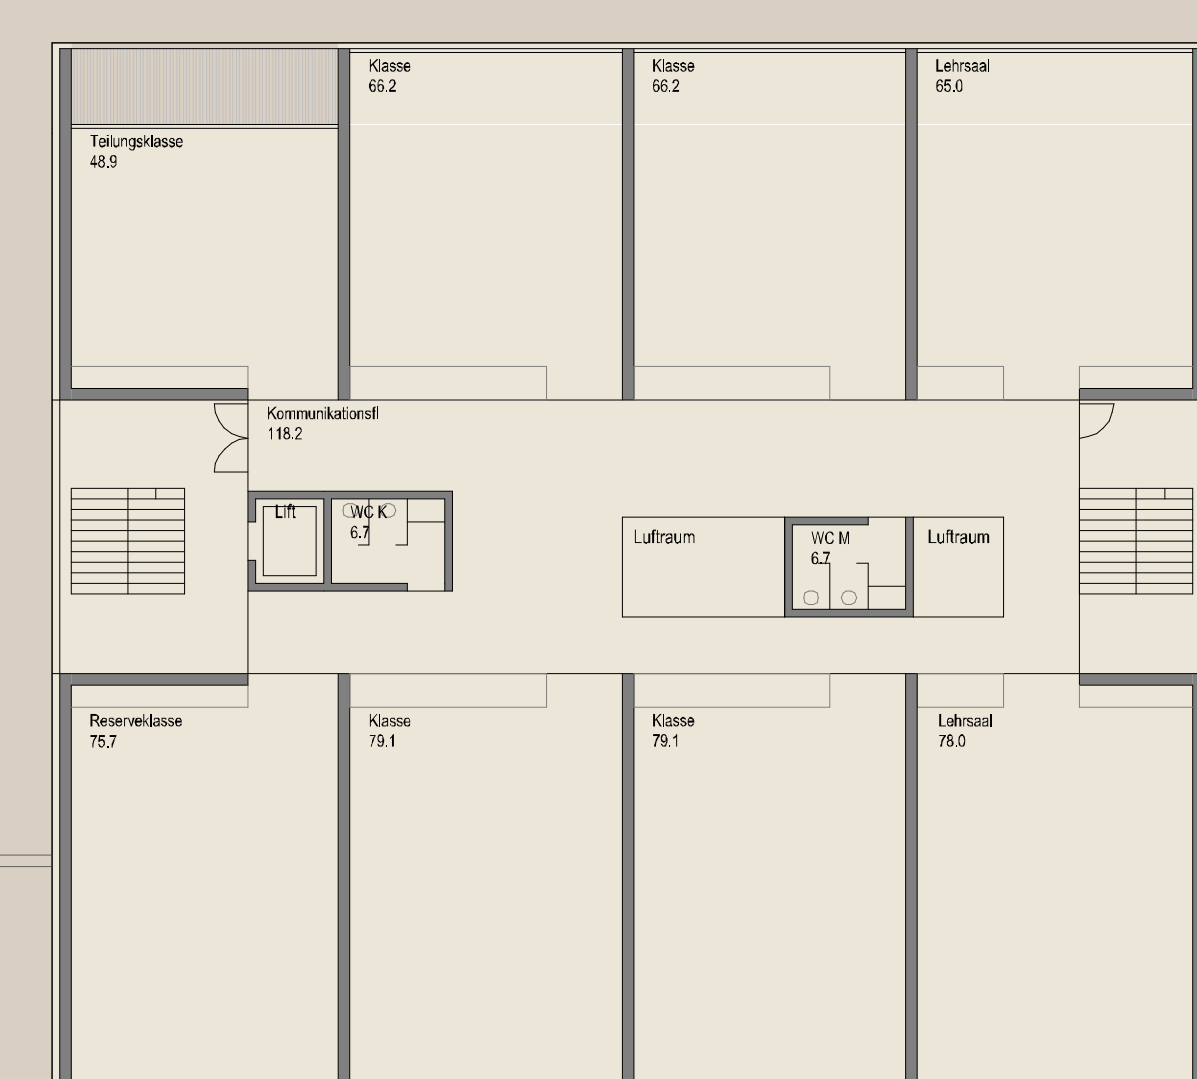 Klasse
66.2
Klasse
66.2
Lehrsaal
65.0
Teilungsklasse
48.9
Kommunikationsfl
118.2
Lift
WC K
6.7
Luftraum
WC M
6.7
Luftraum
Reserveklasse
75.7
Klasse
79.1
Klasse
79.1
Lehrsaal
78.0